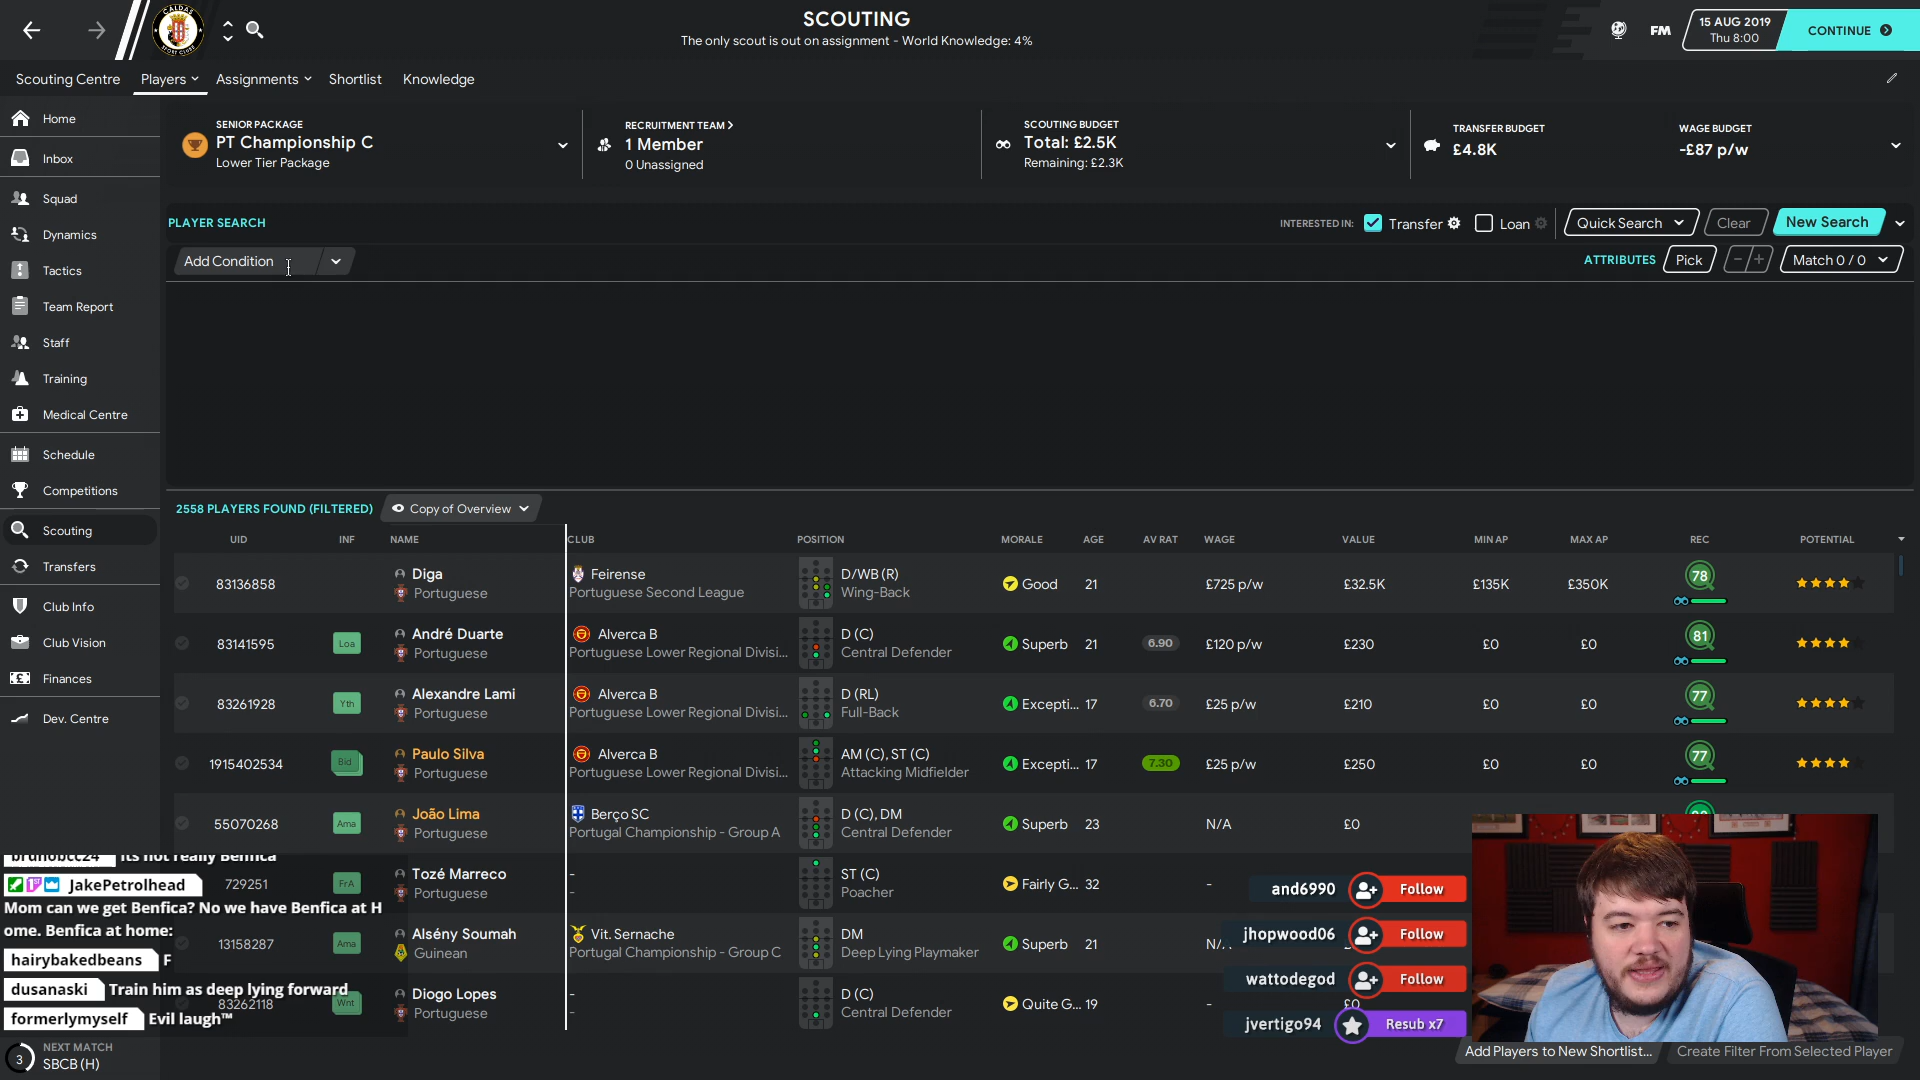 CALDAS
SCOUTING
The only scout is out on assignment - World Knowledge: 4%
FM
15 AUG 2019
Thu 8:00
CONTINUE
Scouting Centre
Players
Assignments
Shortlist
Knowledge
Home
Inbox
Squad
Dynamics
Tactics
Team Report
Staff
Training
Medical Centre
Schedule
Competitions
Scouting
Transfers
Club Info
Club Vision
Finances
Dev. Centre
SENIOR PACKAGE
PT Championship C
Lower Tier Package
RECRUITMENT TEAM >
1 Member
0 Unassigned
SCOUTING BUDGET
Total: £2.5K
Remaining: £2.3K
TRANSFER BUDGET
£4.8K
WAGE BUDGET
-£87 p/w
PLAYER SEARCH
INTERESTED IN: Transfer Loan
Quick Search
Clear
New Search
Add Condition
ATTRIBUTES Pick -/+ Match 0 / 0
2558 PLAYERS FOUND (FILTERED) Copy of Overview
UID INF NAME CLUB POSITION MORALE AGE AV RAT WAGE VALUE MIN AP MAX AP REC POTENTIAL
83136858 Diga Feirense D/WB (R) Good 21 £725 p/w £32.5K £135K £350K 78
Portuguese Portuguese Second League Wing-Back
83141595 Loa André Duarte Alverca B D (C) Superb 21 6.90 £120 p/w £230 £0 £0 81
Portuguese Portuguese Lower Regional Divisi... Central Defender
83261928 Yth Alexandre Lami Alverca B D (RL) Excepti... 17 6.70 £25 p/w £210 £0 £0 77
Portuguese Portuguese Lower Regional Divisi... Full-Back
1915402534 Bid Paulo Silva Alverca B AM (C), ST (C) Excepti... 17 7.30 £25 p/w £250 £0 £0 77
Portuguese Portuguese Lower Regional Divisi... Attacking Midfielder
55070268 Ama João Lima Berço SC D (C), DM Superb 23 N/A £0
Portuguese Portugal Championship - Group A Central Defender
729251 FrA Tozé Marreco - ST (C) Fairly G... 32 -
Portuguese - Poacher
13158287 Ama Alsény Soumah Vit. Sernache DM Superb 21
Guinean Portugal Championship - Group C Deep Lying Playmaker
83262118 Wnt Diogo Lopes - D (C) Quite G... 19 - £0
Portuguese - Central Defender
brunobcc24 Its not really Benfica
JakePetrolhead
Mom can we get Benfica? No we have Benfica at H
ome. Benfica at home:
hairybakedbeans F
dusanaski Train him as deep lying forward
formerlymyself Evil laugh™
and6990 Follow
jhopwood06 Follow
wattodegod Follow
jvertigo94 Resub x7
3
NEXT MATCH
SBCB (H)
Add Players to New Shortlist...
Create Filter From Selected Player